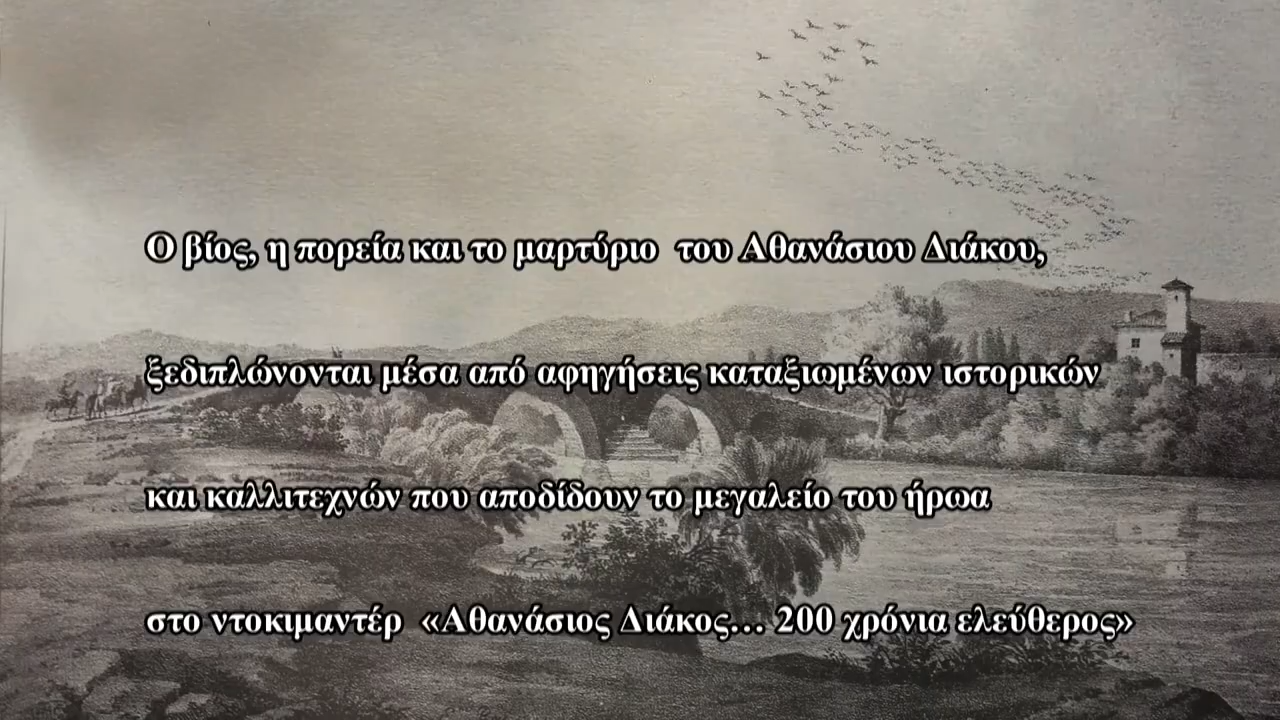 Ο βίος, η πορεία και το μαρτύριο  του Αθανάσιου Διάκου,
ξεδιπλώνονται μέσα από αφηγήσεις καταξιωμένων ιστορικών
και καλλιτεχνών που αποδίδουν το μεγαλείο του ήρωα
στο ντοκιμαντέρ  «Αθανάσιος Διάκος… 200 χρόνια ελεύθερος»